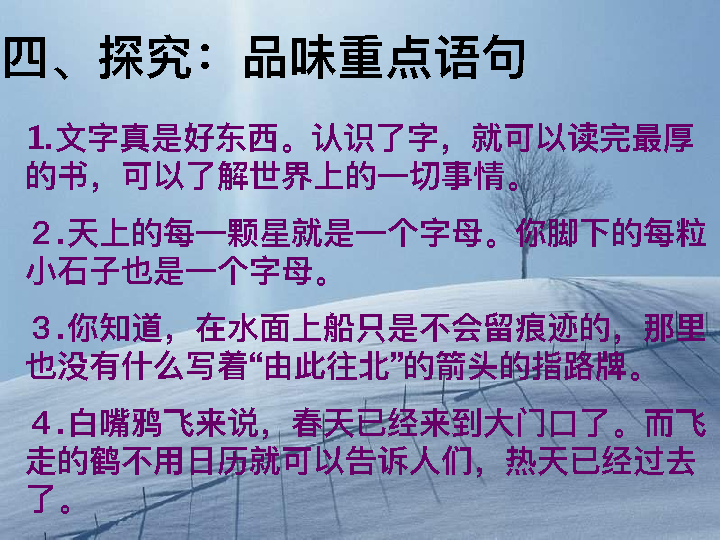 四、探究：品味重点语句
1.文字真是好东西。认识了字，就可以读完最厚
的书，可以了解世界上的一切事情。
２.天上的每一颗星就是一个字母。你脚下的每粒
小石子也是一个字母。
３.你知道，在水面上船只是不会留痕迹的，那里
也没有什么写着“由此往北”的箭头的指路牌。
４.白嘴鸦飞来说，春天已经来到大门口了。而飞
走的鹤不用日历就可以告诉人们，热天已经过去
了。